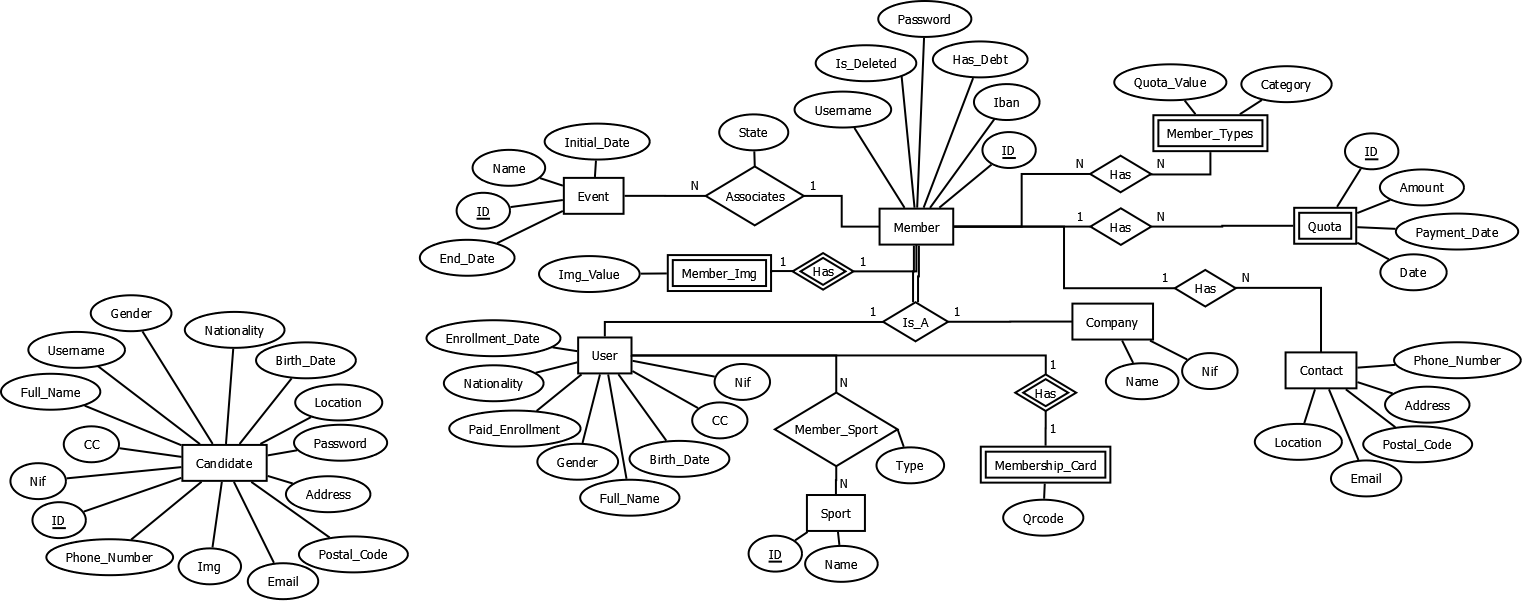 Password
Is_Deleted
Has_Debt
Username
Iban
ID
Quota_Value
Category
Member_Types
State
Initial_Date
Name
ID
End_Date
Event
N
Associates
1
Member
N
Has
N
1
Has
N
ID
Amount
Quota
Payment_Date
Date
Img_Value
Member_Img
1
Has
1
1
Has
N
1
Is_A
1
Company
Name
Nif
Enrollment_Date
User
Nationality
Paid_Enrollment
Gender
Full_Name
Birth_Date
CC
Nif
N
Member_Sport
Type
N
Sport
ID
Name
1
Has
1
Membership_Card
Qrcode
Contact
Phone_Number
Address
Postal_Code
Email
Location
Gender
Nationality
Username
Birth_Date
Full_Name
Location
CC
Password
Candidate
Nif
Address
ID
Phone_Number
Img
Email
Postal_Code